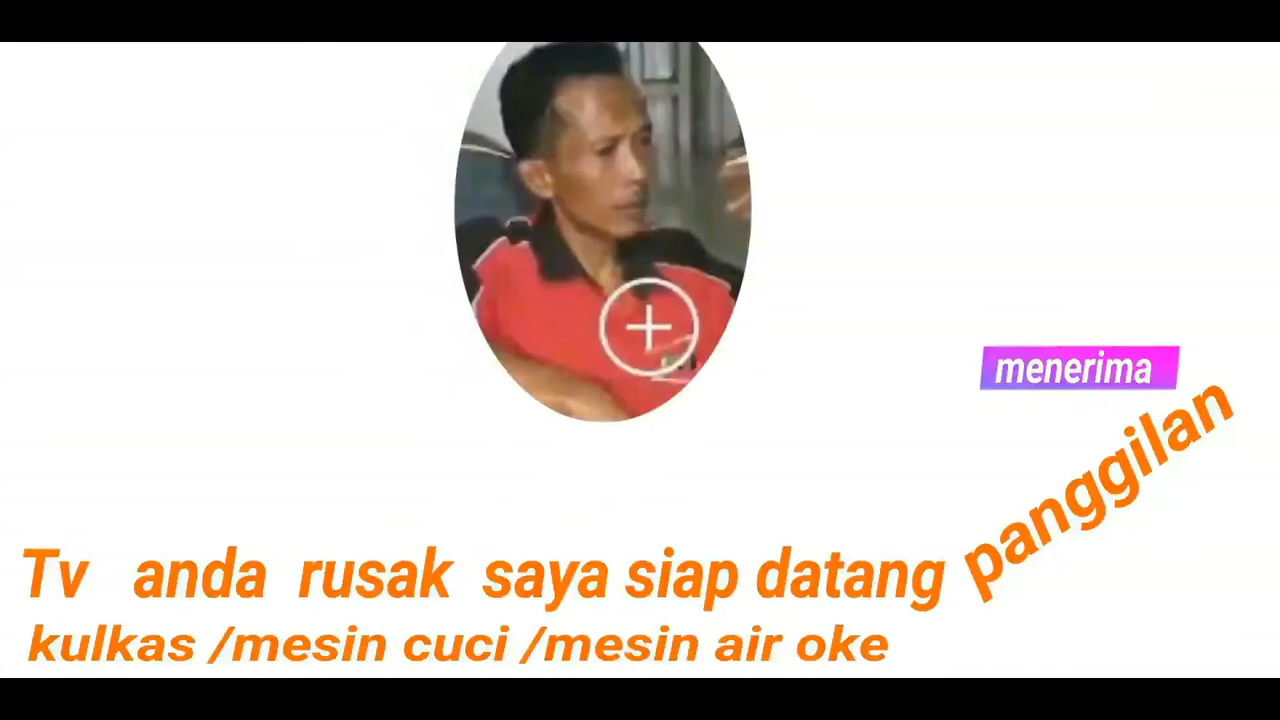 menerima
panggilan
Tv anda rusak saya siap datang
kulkas /mesin cuci /mesin air oke